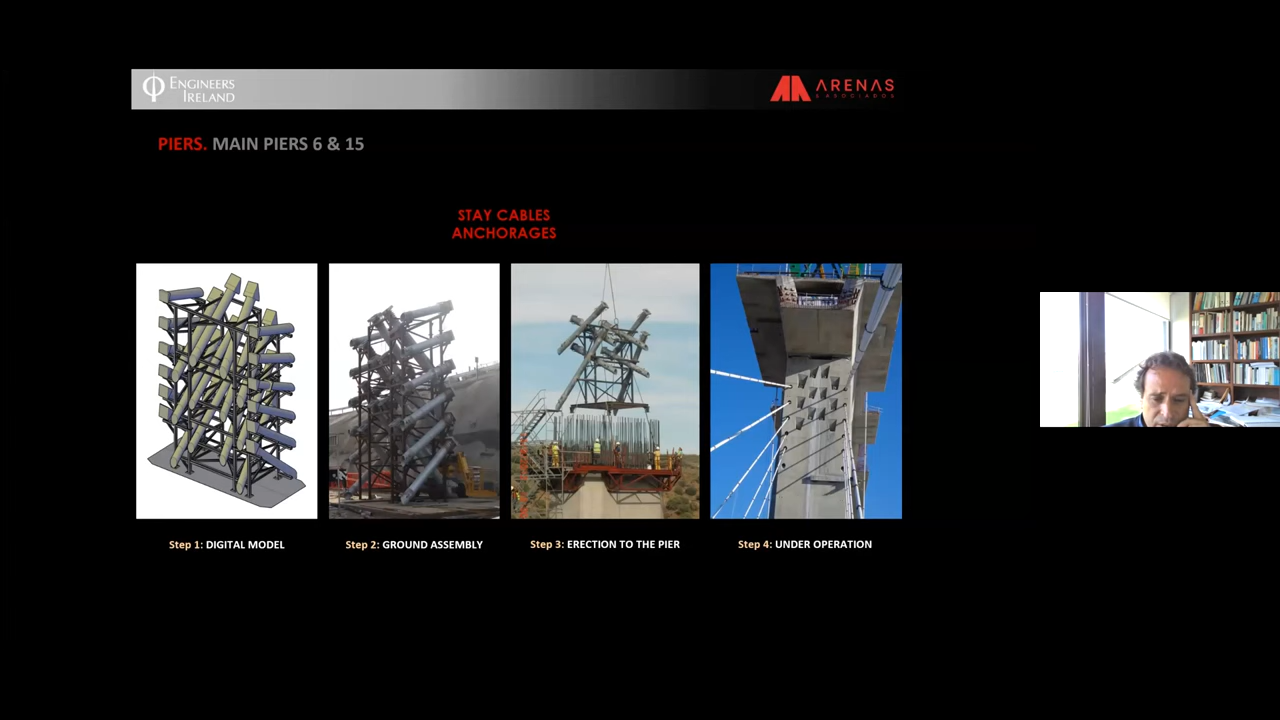 ENGINEERS
IRELAND
ARENAS
& ASOCIADOS
PIERS. MAIN PIERS 6 & 15
STAY CABLES
ANCHORAGES
Step 1: DIGITAL MODEL
Step 2: GROUND ASSEMBLY
Step 3: ERECTION TO THE PIER
Step 4: UNDER OPERATION